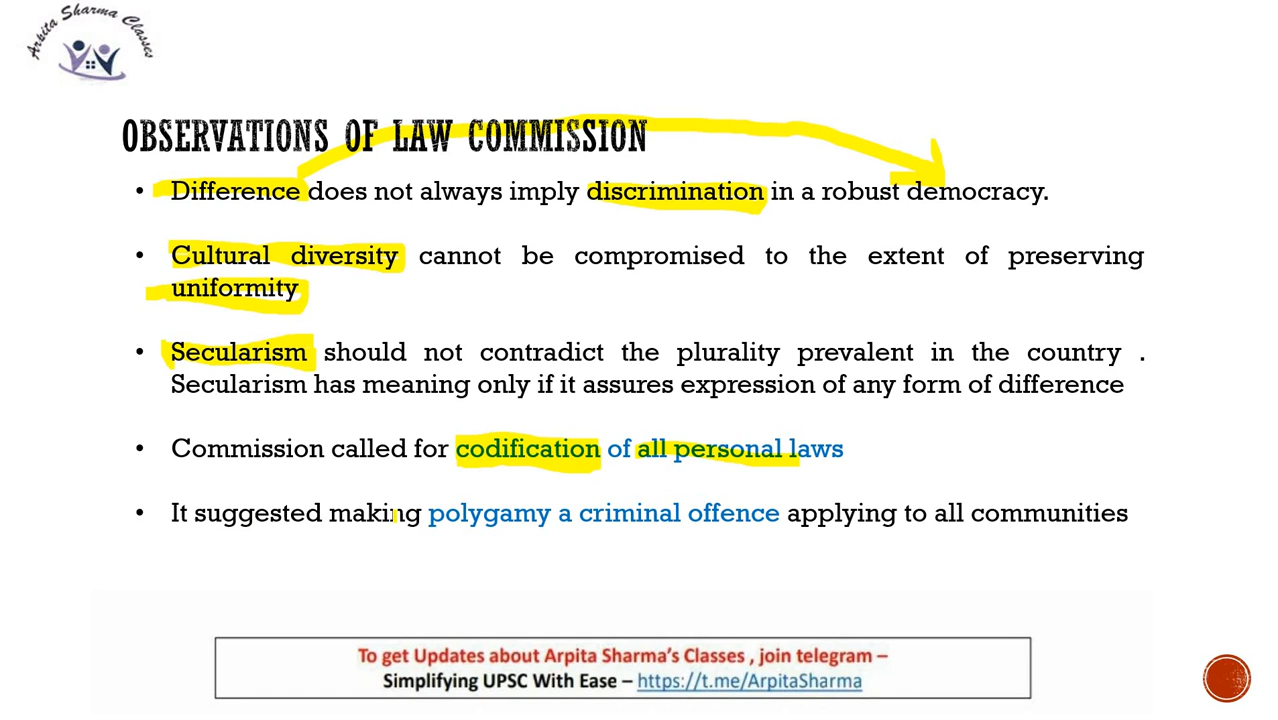 Arpita Sharma Classes
OBSERVATIONS OF LAW COMMISSION
• Difference does not always imply discrimination in a robust democracy.
• Cultural diversity cannot be compromised to the extent of preserving
uniformity
• Secularism should not contradict the plurality prevalent in the country .
Secularism has meaning only if it assures expression of any form of difference
• Commission called for codification of all personal laws
• It suggested making polygamy a criminal offence applying to all communities
To get Updates about Arpita Sharma's Classes , join telegram –
Simplifying UPSC With Ease – https://t.me/ArpitaSharma